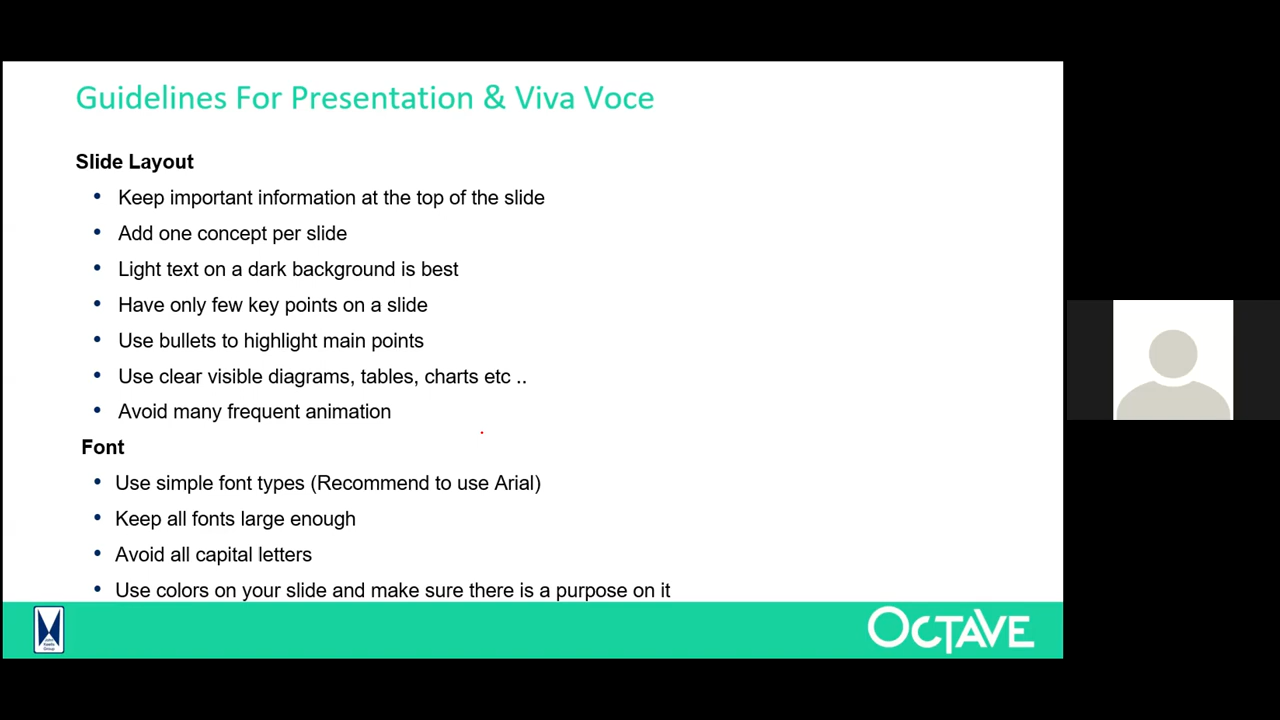 Guidelines For Presentation & Viva Voce
Slide Layout
• Keep important information at the top of the slide
• Add one concept per slide
• Light text on a dark background is best
• Have only few key points on a slide
• Use bullets to highlight main points
• Use clear visible diagrams, tables, charts etc ..
• Avoid many frequent animation
Font
• Use simple font types (Recommend to use Arial)
• Keep all fonts large enough
• Avoid all capital letters
• Use colors on your slide and make sure there is a purpose on it
John
Keells
Group
OCTAVE